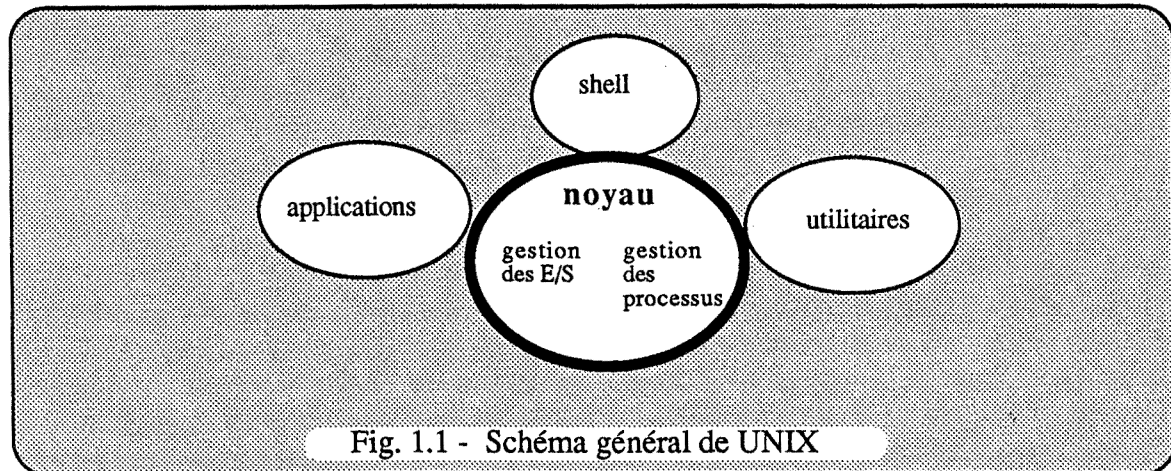 shell
applications
noyau
utilitaires
gestion
des E/S
gestion
des
processus
Fig. 1.1 - Schéma général de UNIX